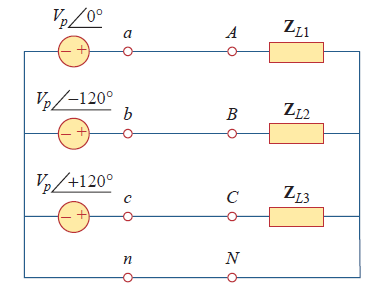 Vp∠0° a A ZL1
Vp∠−120° b B ZL2
Vp∠+120° c C ZL3
n N